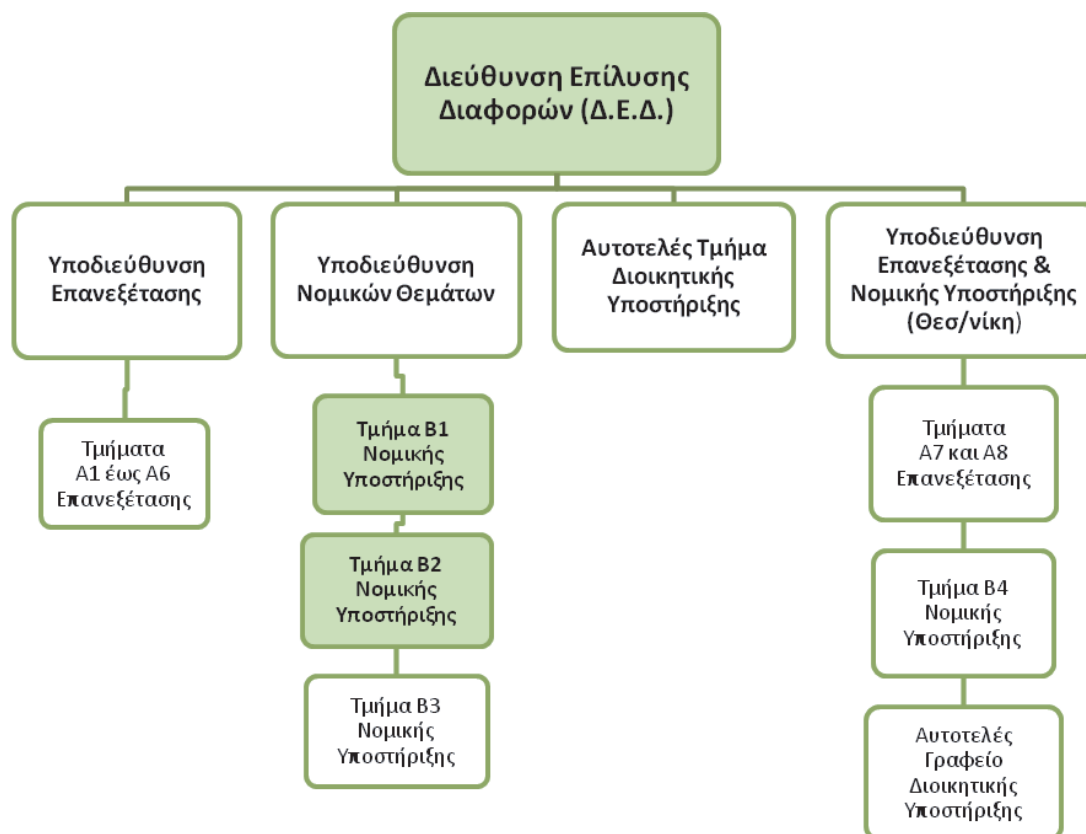 Διεύθυνση Επίλυσης
Διαφορών (Δ.Ε.Δ.)
Υποδιεύθυνση
Επανεξέτασης
Υποδιεύθυνση
Νομικών Θεμάτων
Αυτοτελές Τμήμα
Διοικητικής
Υποστήριξης
Υποδιεύθυνση
Επανεξέτασης &
Νομικής Υποστήριξης
(Θεσ/νίκη)
Τμήματα
Α1 έως Α6
Επανεξέτασης
Τμήμα Β1
Νομικής
Υποστήριξης
Τμήμα Β2
Νομικής
Υποστήριξης
Τμήμα Β3
Νομικής
Υποστήριξης
Τμήματα
Α7 και Α8
Επανεξέτασης
Τμήμα Β4
Νομικής
Υποστήριξης
Αυτοτελές
Γραφείο
Διοικητικής
Υποστήριξης